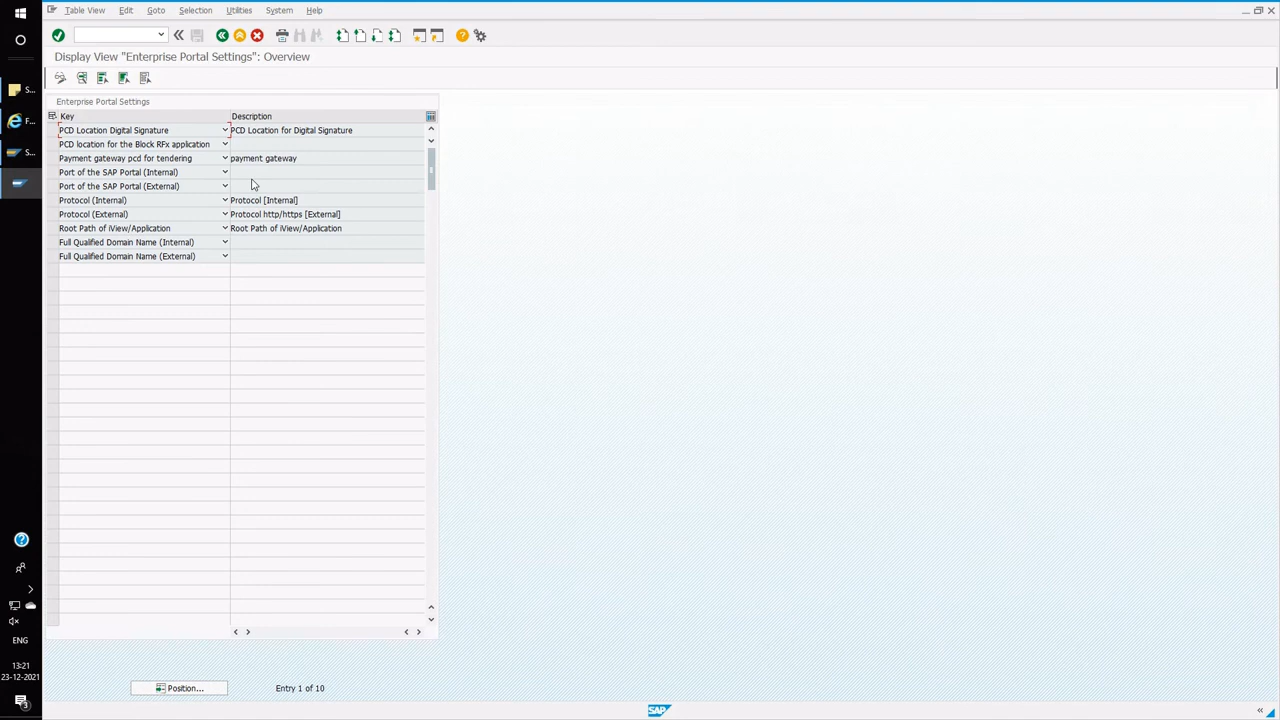 Table View Edit Goto Selection Utilities System Help
Display View "Enterprise Portal Settings": Overview
Enterprise Portal Settings
Key Description
PCD Location Digital Signature PCD Location for Digital Signature
PCD location for the Block RFx application
Payment gateway pcd for tendering payment gateway
Port of the SAP Portal (Internal)
Port of the SAP Portal (External)
Protocol (Internal) Protocol [Internal]
Protocol (External) Protocol http/https [External]
Root Path of iView/Application Root Path of iView/Application
Full Qualified Domain Name (Internal)
Full Qualified Domain Name (External)
Position... Entry 1 of 10
SAP
S...
F...
S...
ENG
13:21
23-12-2021
3